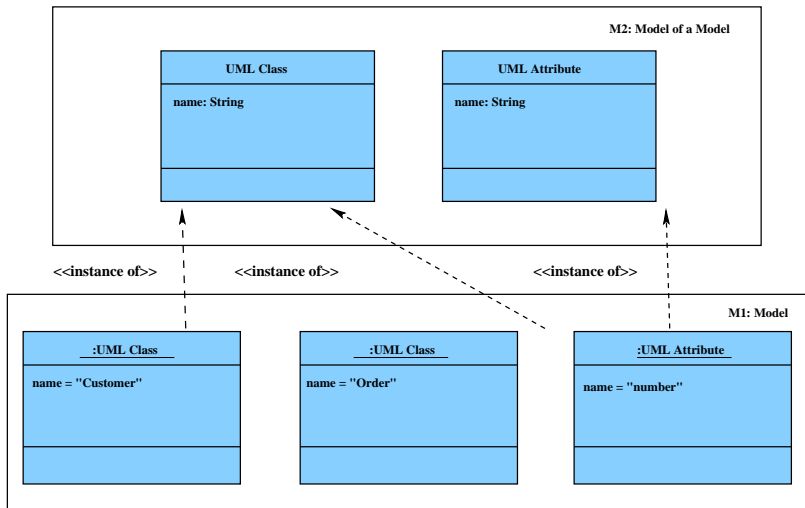 M2: Model of a Model
UML Class
UML Attribute
name: String
name: String
<<instance of>>
<<instance of>>
<<instance of>>
M1: Model
:UML Class
:UML Class
:UML Attribute
name = "Customer"
name = "Order"
name = "number"